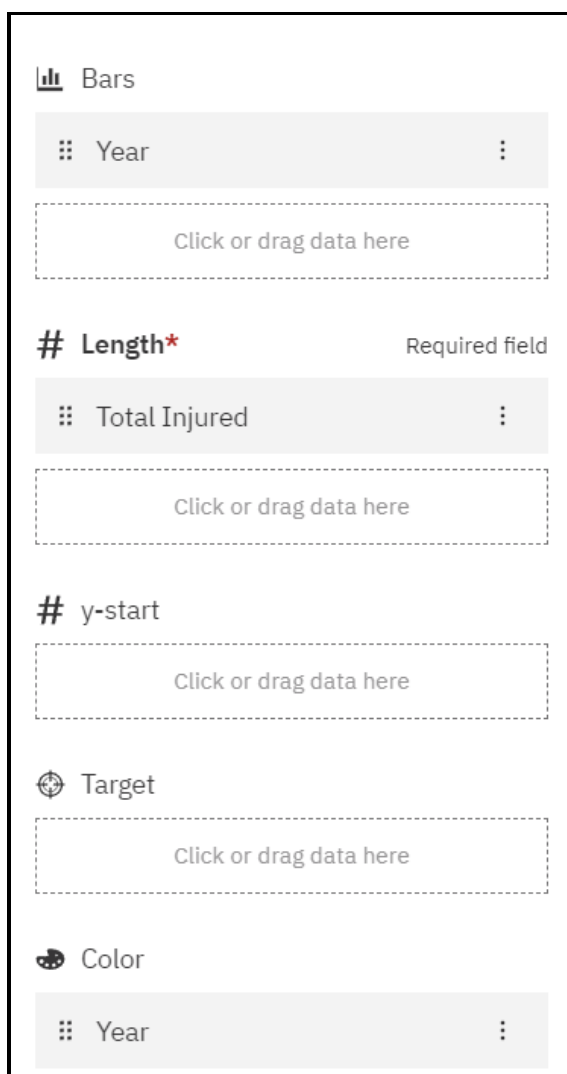 Bars
Year
Click or drag data here
Length* Required field
Total Injured
Click or drag data here
y-start
Click or drag data here
Target
Click or drag data here
Color
Year